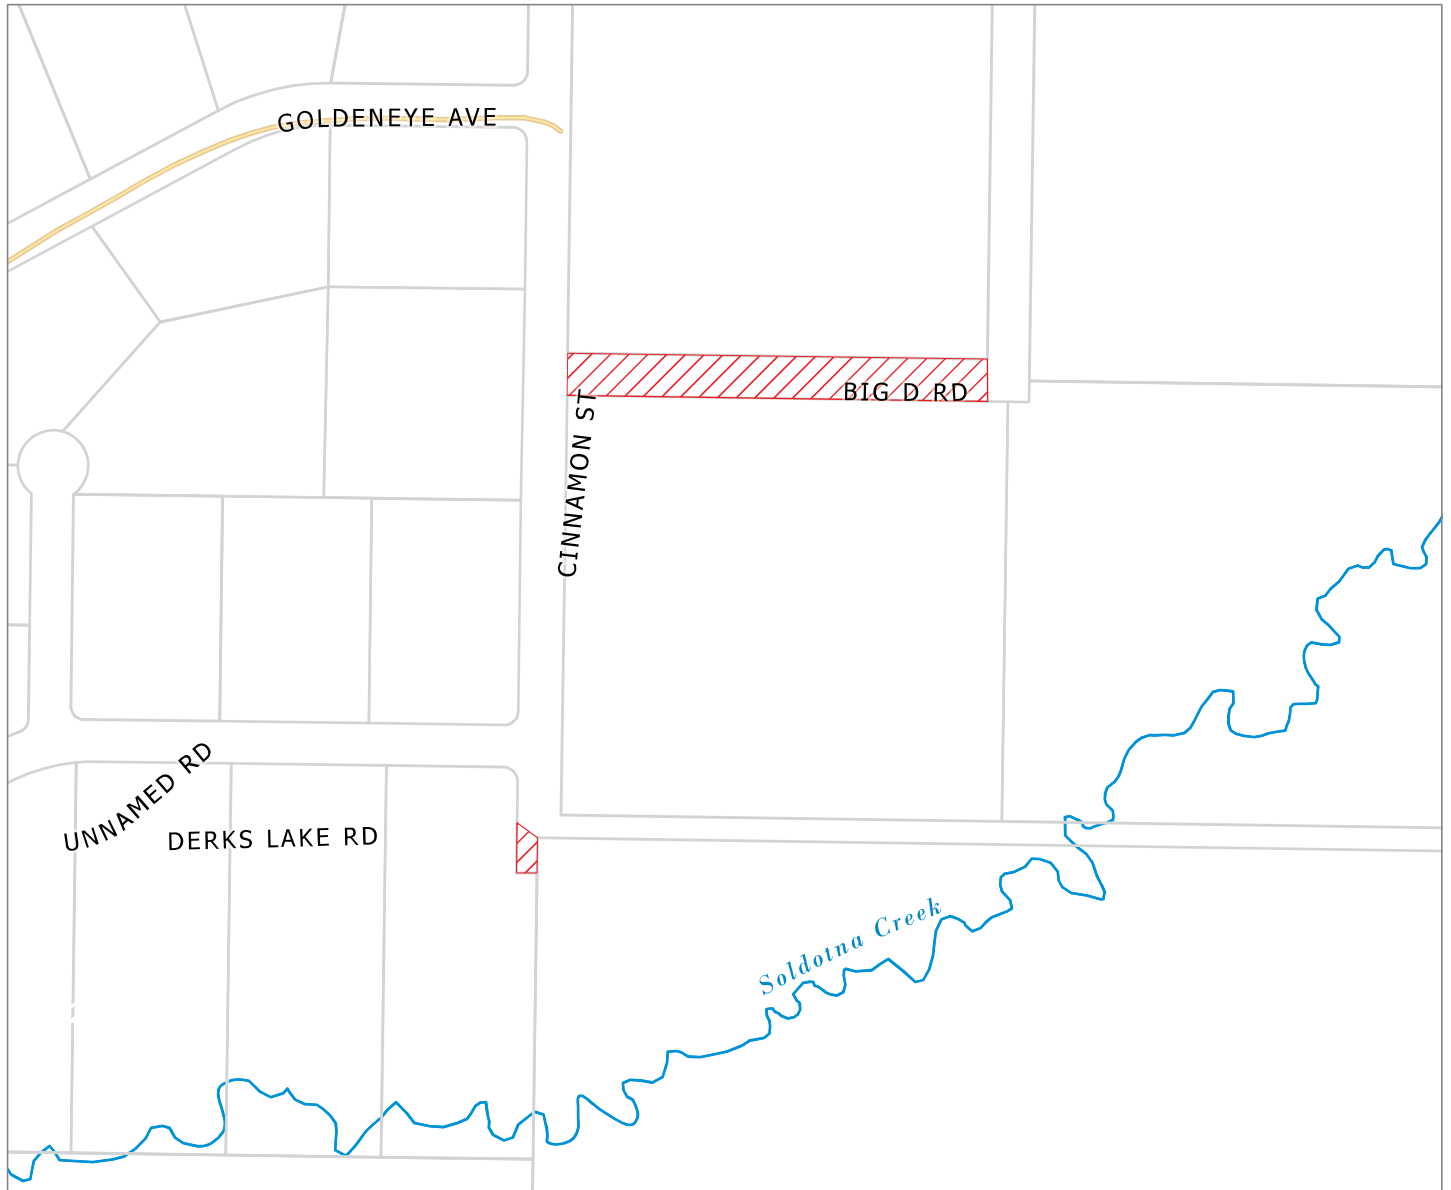 GOLDENEYE AVE
BIG D RD
CINNAMON ST
UNNAMED RD
DERKS LAKE RD
Soldotna Creek